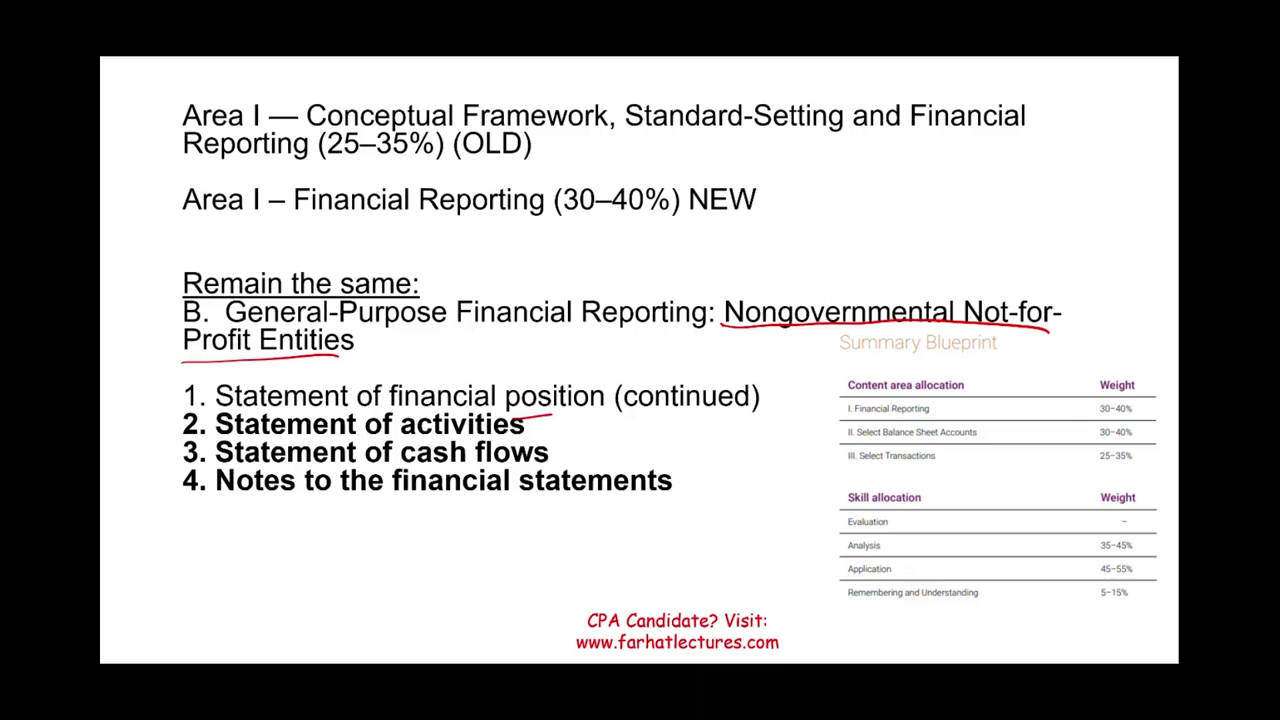 Area I — Conceptual Framework, Standard-Setting and Financial
Reporting (25–35%) (OLD)
Area I – Financial Reporting (30–40%) NEW
Remain the same:
B.  General-Purpose Financial Reporting: Nongovernmental Not-for-
Profit Entities
1. Statement of financial position (continued)
2. Statement of activities
3. Statement of cash flows
4. Notes to the financial statements
Summary Blueprint
Content area allocation Weight
I. Financial Reporting 30–40%
II. Select Balance Sheet Accounts 30–40%
III. Select Transactions 25–35%
Skill allocation Weight
Evaluation –
Analysis 35–45%
Application 45–55%
Remembering and Understanding 5–15%
CPA Candidate? Visit:
www.farhatlectures.com